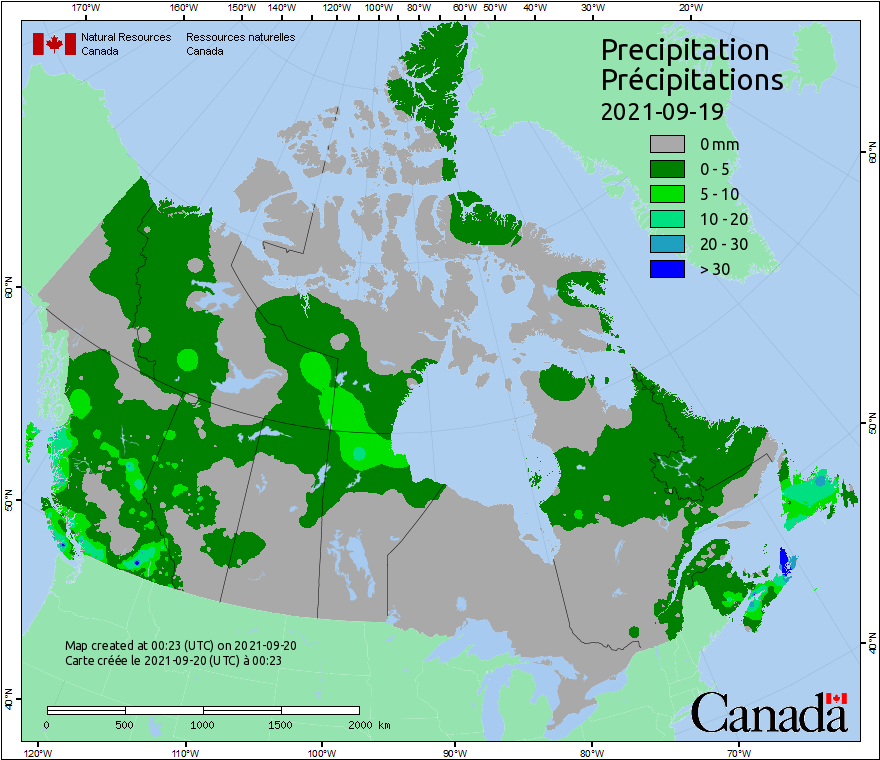 170°W 160°W 150°W 140°W 120°W 100°W 80°W 60°W 50°W 40°W 30°W 20°W
Natural Resources Canada
Ressources naturelles Canada
Precipitation
Précipitations
2021-09-19
0 mm
0 - 5
5 - 10
10 - 20
20 - 30
> 30
60°N
60°N
50°N
50°N
40°N
40°N
Map created at 00:23 (UTC) on 2021-09-20
Carte créée le 2021-09-20 (UTC) à 00:23
0 500 1000 1500 2000 km
Canada
120°W 110°W 100°W 90°W 80°W 70°W